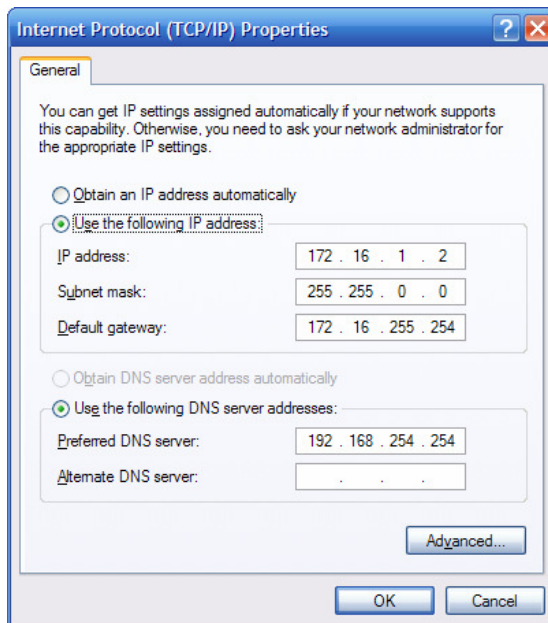 Internet Protocol (TCP/IP) Properties
General
You can get IP settings assigned automatically if your network supports
this capability. Otherwise, you need to ask your network administrator for
the appropriate IP settings.
Obtain an IP address automatically
Use the following IP address:
IP address: 172 . 16 . 1 . 2
Subnet mask: 255 . 255 . 0 . 0
Default gateway: 172 . 16 . 255 . 254
Obtain DNS server address automatically
Use the following DNS server addresses:
Preferred DNS server: 192 . 168 . 254 . 254
Alternate DNS server: . . .
Advanced...
OK Cancel